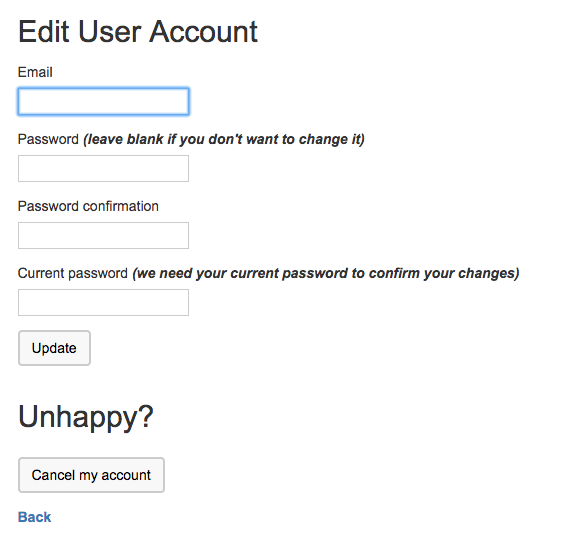 Edit User Account
Email
Password (leave blank if you don't want to change it)
Password confirmation
Current password (we need your current password to confirm your changes)
Update
Unhappy?
Cancel my account
Back